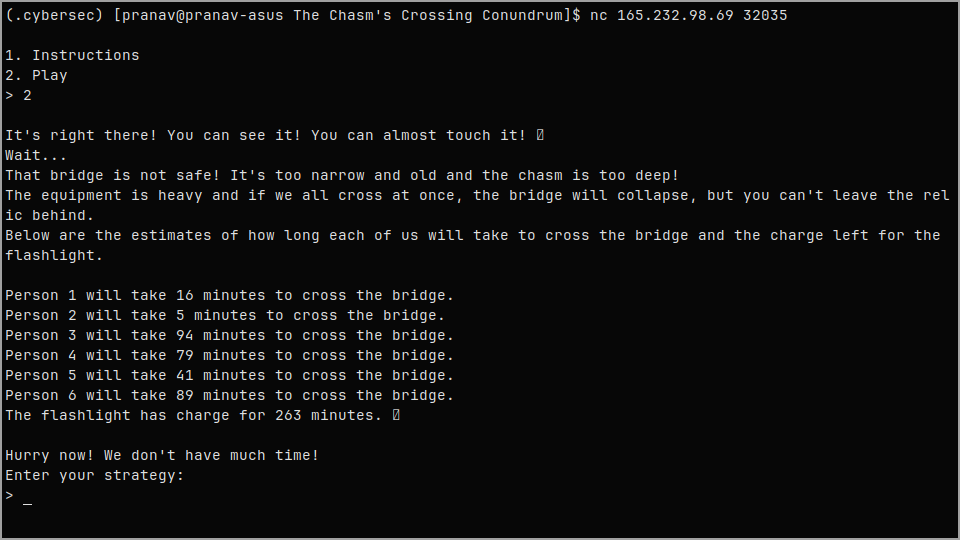 (.cybersec) [pranav@pranav-asus The Chasm's Crossing Conundrum]$ nc 165.232.98.69 32035
1. Instructions
2. Play
> 2
It's right there! You can see it! You can almost touch it!
Wait...
That bridge is not safe! It's too narrow and old and the chasm is too deep!
The equipment is heavy and if we all cross at once, the bridge will collapse, but you can't leave the rel
ic behind.
Below are the estimates of how long each of us will take to cross the bridge and the charge left for the
flashlight.
Person 1 will take 16 minutes to cross the bridge.
Person 2 will take 5 minutes to cross the bridge.
Person 3 will take 94 minutes to cross the bridge.
Person 4 will take 79 minutes to cross the bridge.
Person 5 will take 41 minutes to cross the bridge.
Person 6 will take 89 minutes to cross the bridge.
The flashlight has charge for 263 minutes.
Hurry now! We don't have much time!
Enter your strategy:
> _